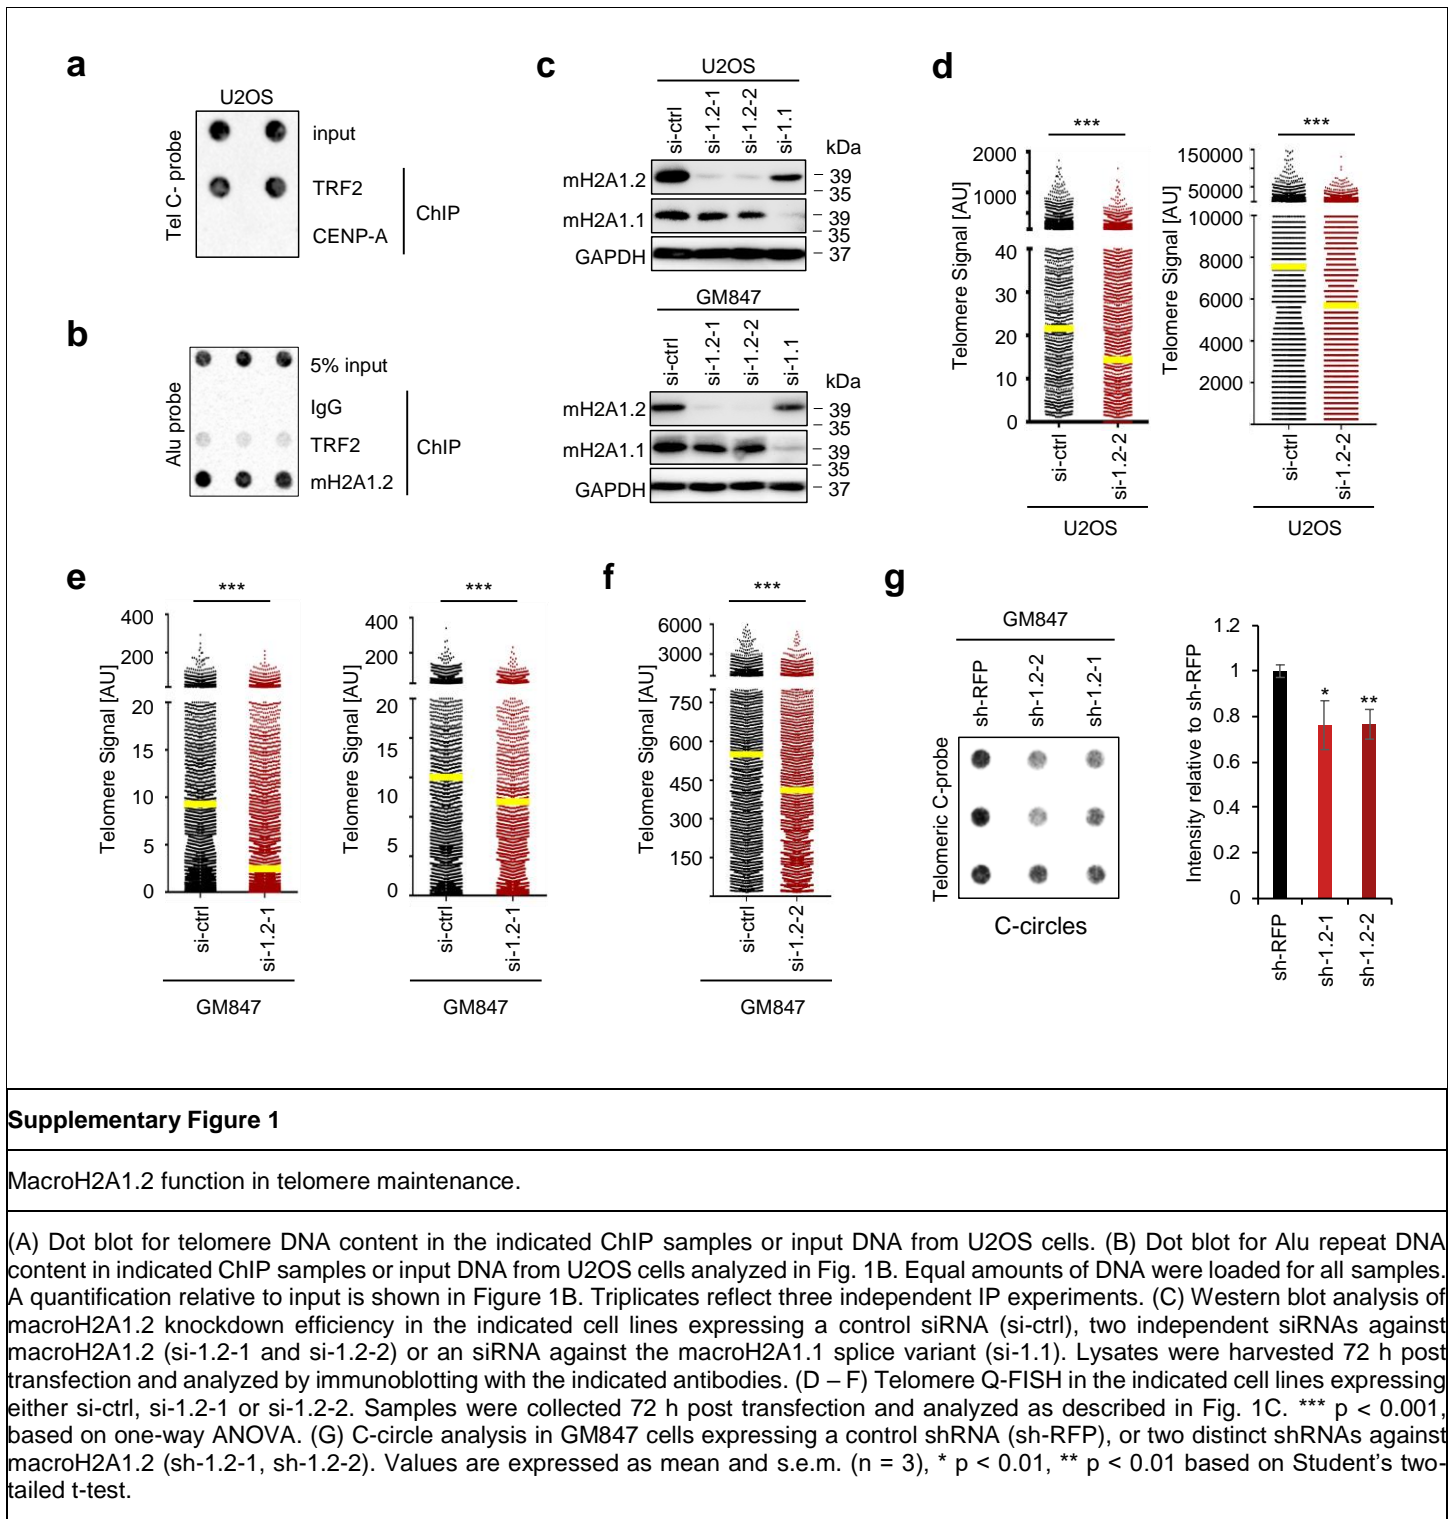 a
U2OS
Tel C- probe
input
TRF2
CENP-A
ChIP
b
Alu probe
5% input
IgG
TRF2
mH2A1.2
ChIP
c
U2OS
si-ctrl
si-1.2-1
si-1.2-2
si-1.1
kDa
mH2A1.2
39
35
mH2A1.1
39
35
GAPDH
37
GM847
si-ctrl
si-1.2-1
si-1.2-2
si-1.1
kDa
mH2A1.2
39
35
mH2A1.1
39
35
GAPDH
37
d
***
Telomere Signal [AU]
2000
1000
40
30
20
10
0
si-ctrl
si-1.2-2
U2OS
***
Telomere Signal [AU]
150000
50000
10000
8000
6000
4000
2000
si-ctrl
si-1.2-2
U2OS
e
***
Telomere Signal [AU]
400
200
20
15
10
5
0
si-ctrl
si-1.2-1
GM847
***
Telomere Signal [AU]
400
200
20
15
10
5
0
si-ctrl
si-1.2-1
GM847
f
***
Telomere Signal [AU]
6000
3000
750
600
450
300
150
si-ctrl
si-1.2-2
GM847
g
GM847
sh-RFP
sh-1.2-2
sh-1.2-1
Telomeric C-probe
C-circles
Intensity relative to sh-RFP
1.2
1
0.8
0.6
0.4
0.2
0
*
**
sh-RFP
sh-1.2-1
sh-1.2-2
Supplementary Figure 1
MacroH2A1.2 function in telomere maintenance.
(A) Dot blot for telomere DNA content in the indicated ChIP samples or input DNA from U2OS cells. (B) Dot blot for Alu repeat DNA
content in indicated ChIP samples or input DNA from U2OS cells analyzed in Fig. 1B. Equal amounts of DNA were loaded for all samples.
A quantification relative to input is shown in Figure 1B. Triplicates reflect three independent IP experiments. (C) Western blot analysis of
macroH2A1.2 knockdown efficiency in the indicated cell lines expressing a control siRNA (si-ctrl), two independent siRNAs against
macroH2A1.2 (si-1.2-1 and si-1.2-2) or an siRNA against the macroH2A1.1 splice variant (si-1.1). Lysates were harvested 72 h post
transfection and analyzed by immunoblotting with the indicated antibodies. (D – F) Telomere Q-FISH in the indicated cell lines expressing
either si-ctrl, si-1.2-1 or si-1.2-2. Samples were collected 72 h post transfection and analyzed as described in Fig. 1C. *** p < 0.001,
based on one-way ANOVA. (G) C-circle analysis in GM847 cells expressing a control shRNA (sh-RFP), or two distinct shRNAs against
macroH2A1.2 (sh-1.2-1, sh-1.2-2). Values are expressed as mean and s.e.m. (n = 3), * p < 0.01, ** p < 0.01 based on Student’s two-
tailed t-test.